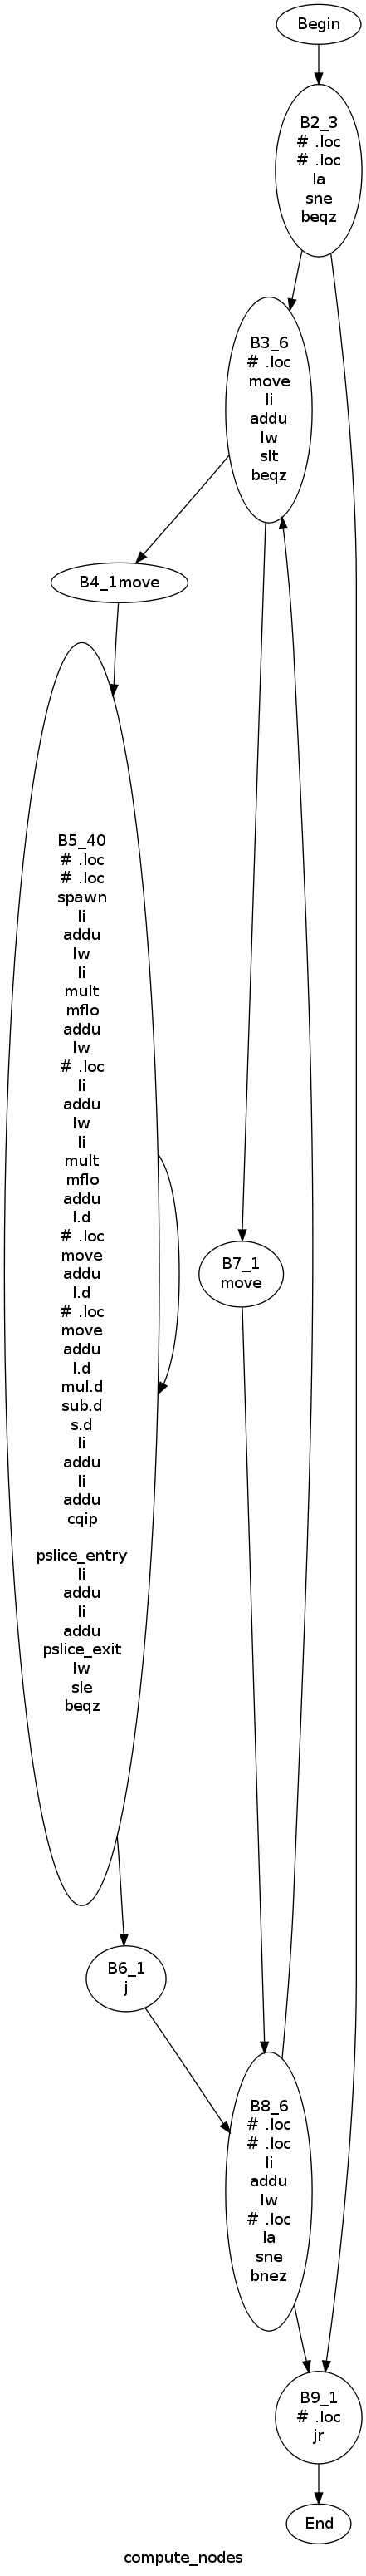 Begin
B2_3
# .loc
# .loc
la
sne
beqz
B3_6
# .loc
move
li
addu
lw
slt
beqz
B4_1move
B5_40
# .loc
# .loc
spawn
li
addu
lw
li
mult
mflo
addu
lw
# .loc
li
addu
lw
li
mult
mflo
addu
l.d
# .loc
move
addu
l.d
# .loc
move
addu
l.d
mul.d
sub.d
s.d
li
addu
li
addu
cqip
pslice_entry
li
addu
li
addu
pslice_exit
lw
sle
beqz
B7_1
move
B6_1
j
B8_6
# .loc
# .loc
li
addu
lw
# .loc
la
sne
bnez
B9_1
# .loc
jr
End
compute_nodes